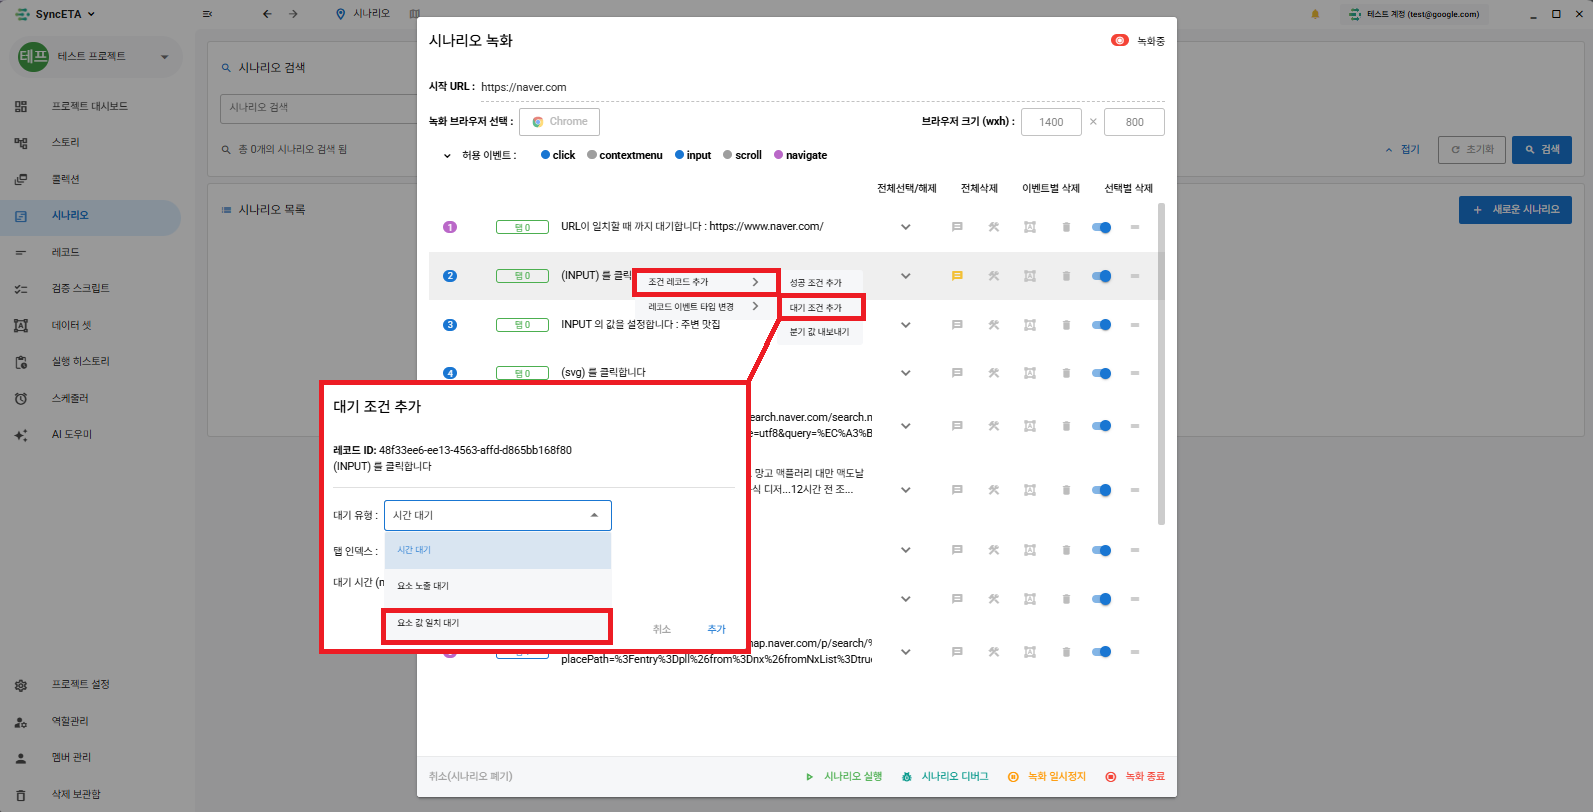 SyncETA
시나리오
테스트 계정 (test@google.com)
테프
테스트 프로젝트
프로젝트 대시보드
스토리
콜렉션
시나리오
레코드
검증 스크립트
데이터 셋
실행 히스토리
스케줄러
AI 도우미
프로젝트 설정
역할관리
멤버 관리
삭제 보관함
시나리오 검색
시나리오 검색
총 0개의 시나리오 검색 됨
접기
초기화
검색
시나리오 목록
+ 새로운 시나리오
시나리오 녹화
녹화중
시작 URL : https://naver.com
녹화 브라우저 선택 : Chrome
브라우저 크기 (wxh) : 1400 × 800
허용 이벤트 : click contextmenu input scroll navigate
전체선택/해제 전체삭제 이벤트별 삭제 선택별 삭제
1 탭 0 URL이 일치할 때 까지 대기합니다 : https://www.naver.com/
2 탭 0 (INPUT) 를 클릭
조건 레코드 추가
레코드 이벤트 타입 변경
성공 조건 추가
대기 조건 추가
분기 값 내보내기
3 탭 0 INPUT 의 값을 설정합니다 : 주변 맛집
4 탭 0 (svg) 를 클릭합니다
earch.naver.com/search.n
e=utf8&query=%EC%A3%B
망고 맥플러리 대만 맥도날
식 디저...12시간 전 조...
map.naver.com/p/search/%
placePath=%3Fentry%3Dpll%26from%3Dnx%26fromNxList%3Dtrue
대기 조건 추가
레코드 ID: 48f33ee6-ee13-4563-affd-d865bb168f80
(INPUT) 를 클릭합니다
대기 유형 : 시간 대기
탭 인덱스 :
대기 시간 (m
시간 대기
요소 노출 대기
요소 값 일치 대기
취소 추가
취소(시나리오 폐기)
시나리오 실행
시나리오 디버그
녹화 일시정지
녹화 종료